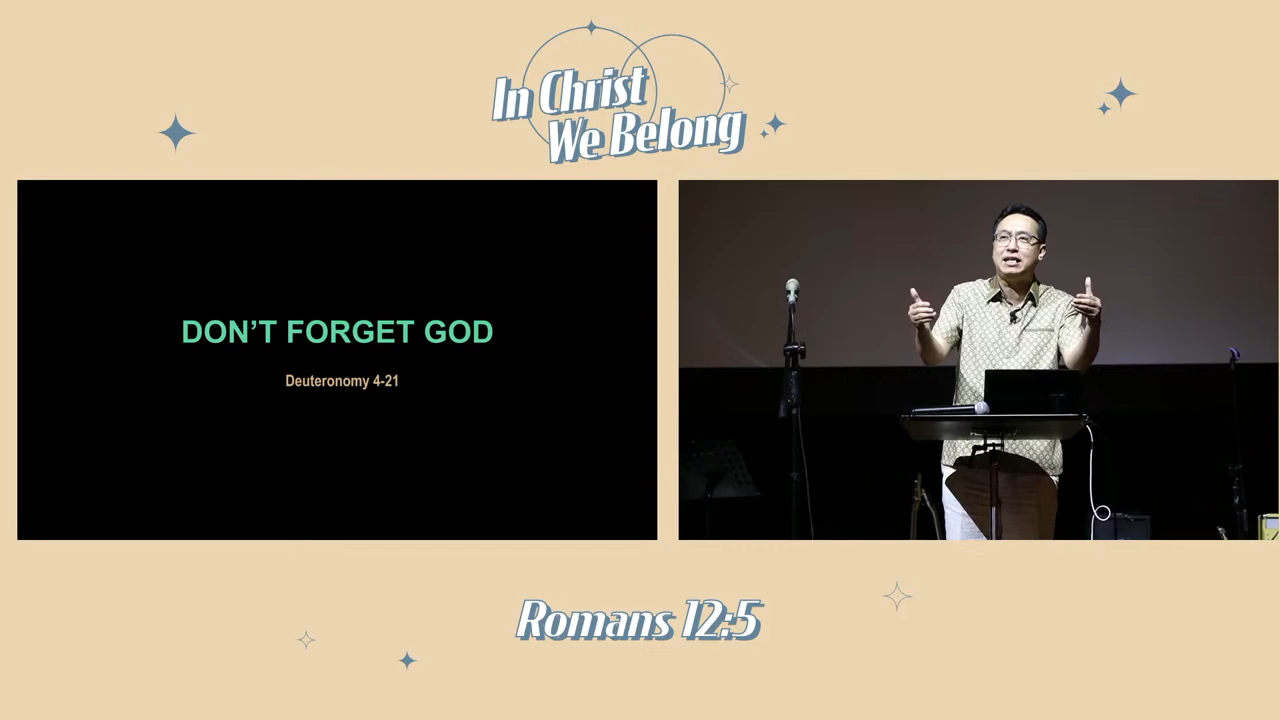 In Christ
We Belong
DON'T FORGET GOD
Deuteronomy 4-21
Romans 12:5